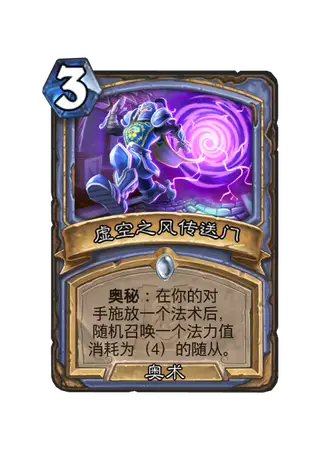 3
虚空之风传送门
奥秘：在你的对
手施放一个法术后，
随机召唤一个法力值
消耗为（4）的随从。
奥术